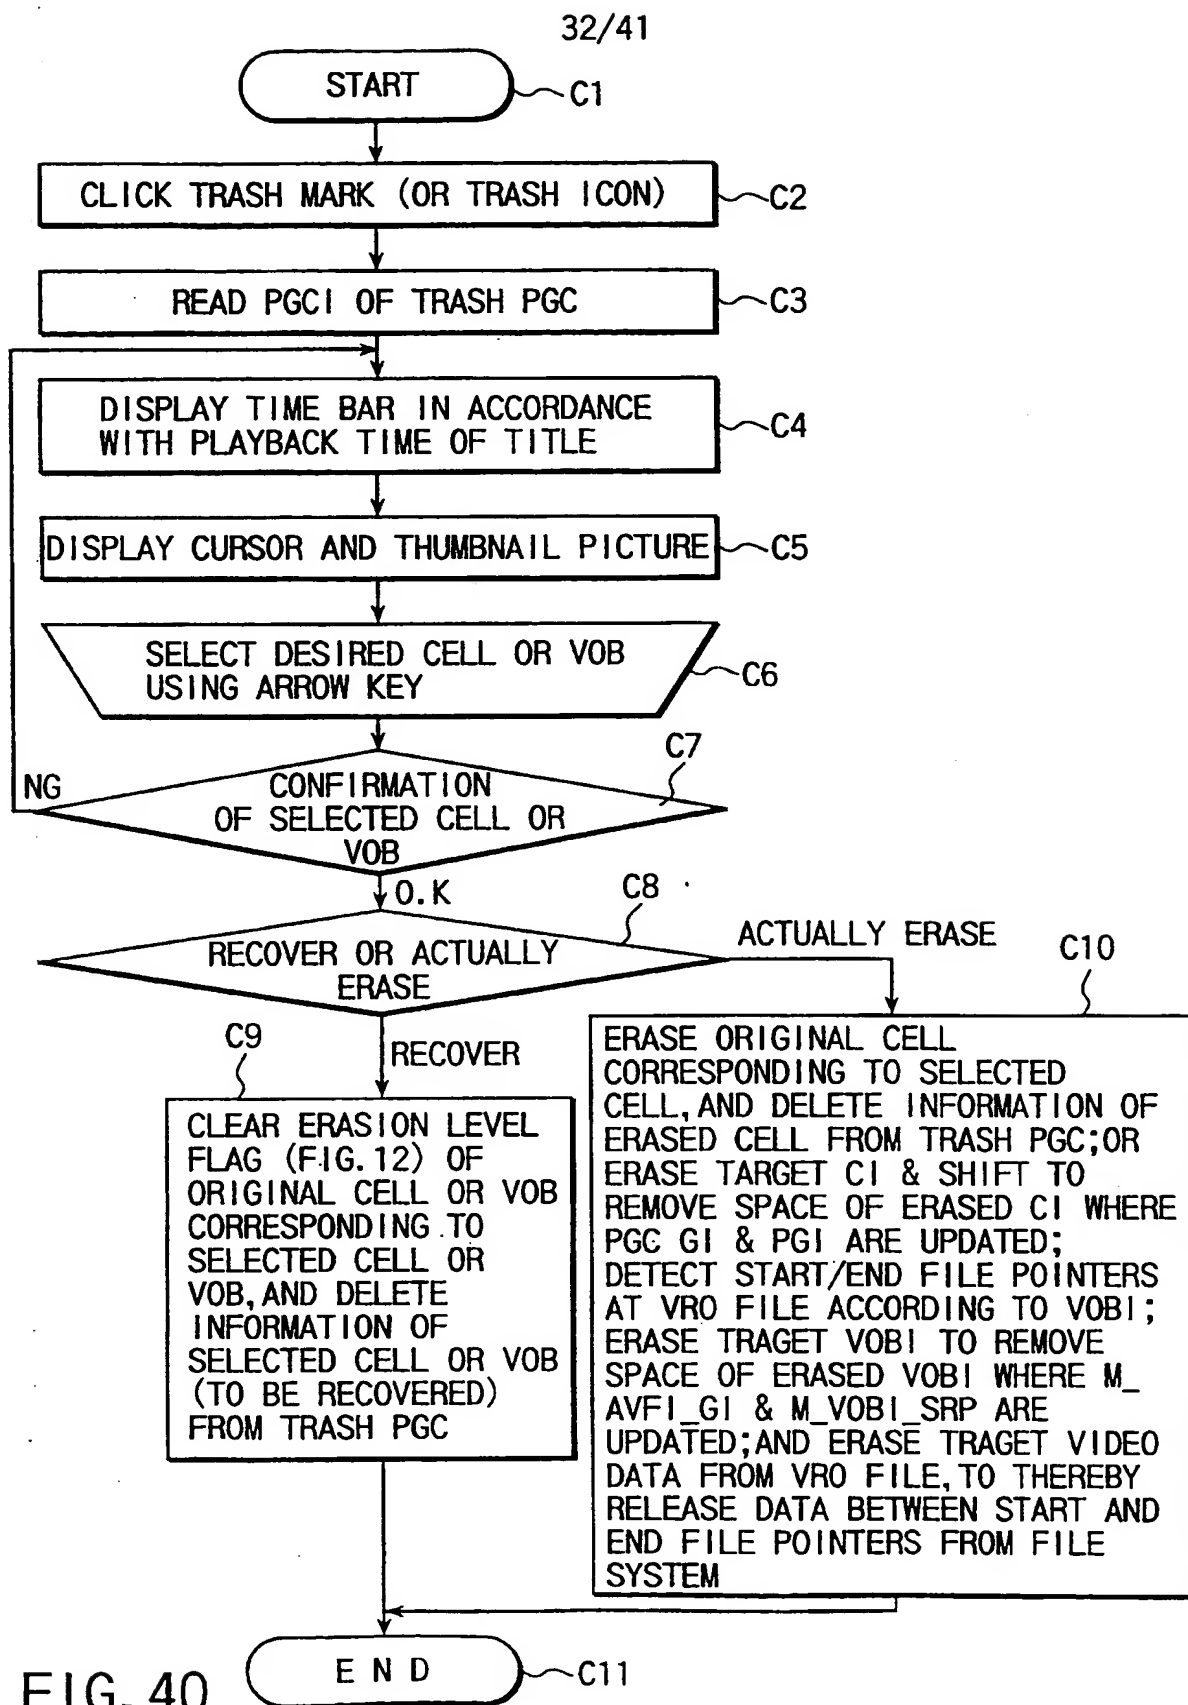 32/41
START
C1
CLICK TRASH MARK (OR TRASH ICON)
C2
READ PGCI OF TRASH PGC
C3
DISPLAY TIME BAR IN ACCORDANCE
WITH PLAYBACK TIME OF TITLE
C4
DISPLAY CURSOR AND THUMBNAIL PICTURE
C5
SELECT DESIRED CELL OR VOB
USING ARROW KEY
C6
C7
NG
CONFIRMATION
OF SELECTED CELL OR
VOB
O.K
C8
RECOVER OR ACTUALLY
ERASE
ACTUALLY ERASE
C10
C9
RECOVER
CLEAR ERASION LEVEL
FLAG (FIG.12) OF
ORIGINAL CELL OR VOB
CORRESPONDING TO
SELECTED CELL OR
VOB,AND DELETE
INFORMATION OF
SELECTED CELL OR VOB
(TO BE RECOVERED)
FROM TRASH PGC
ERASE ORIGINAL CELL
CORRESPONDING TO SELECTED
CELL,AND DELETE INFORMATION OF
ERASED CELL FROM TRASH PGC;OR
ERASE TARGET CI & SHIFT TO
REMOVE SPACE OF ERASED CI WHERE
PGC GI & PGI ARE UPDATED;
DETECT START/END FILE POINTERS
AT VRO FILE ACCORDING TO VOBI;
ERASE TRAGET VOBI TO REMOVE
SPACE OF ERASED VOBI WHERE M_
AVFI_GI & M_VOBI_SRP ARE
UPDATED;AND ERASE TRAGET VIDEO
DATA FROM VRO FILE,TO THEREBY
RELEASE DATA BETWEEN START AND
END FILE POINTERS FROM FILE
SYSTEM
END
C11
FIG.40